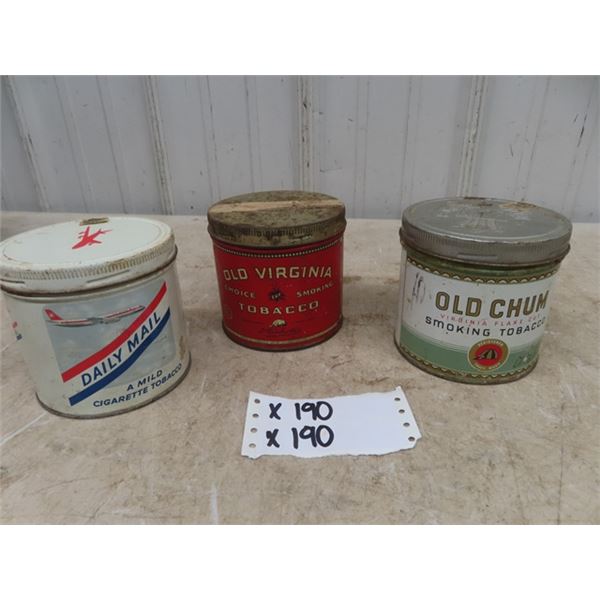 DAILY MAIL
A MILD
CIGARETTE TOBACCO
OLD VIRGINIA
CHOICE SMOKING
TOBACCO
OLD CHUM
VIRGINIA FLAKE CUT
SMOKING TOBACCO
REGISTERED
X 190
X 190